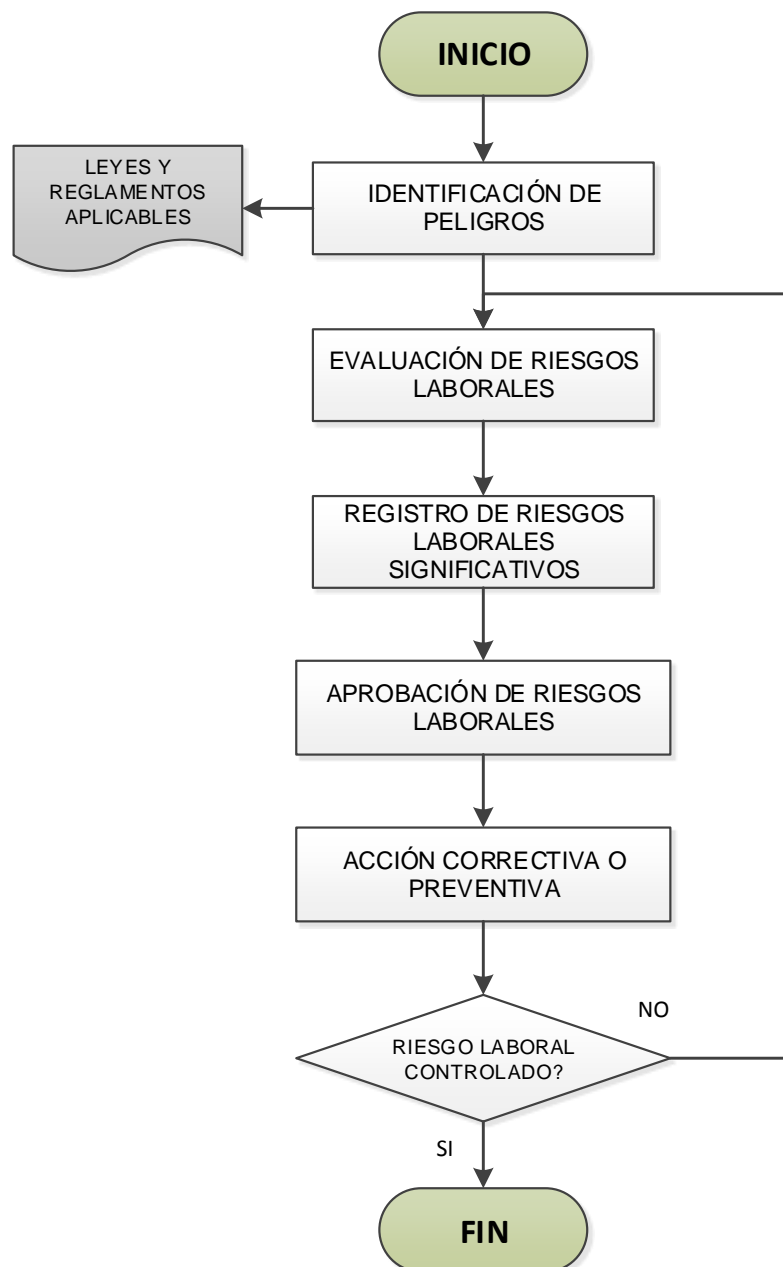 INICIO
LEYES Y
REGLAMENTOS
APLICABLES
IDENTIFICACIÓN DE
PELIGROS
EVALUACIÓN DE RIESGOS
LABORALES
REGISTRO DE RIESGOS
LABORALES
SIGNIFICATIVOS
APROBACIÓN DE RIESGOS
LABORALES
ACCIÓN CORRECTIVA O
PREVENTIVA
NO
RIESGO LABORAL
CONTROLADO?
SI
FIN